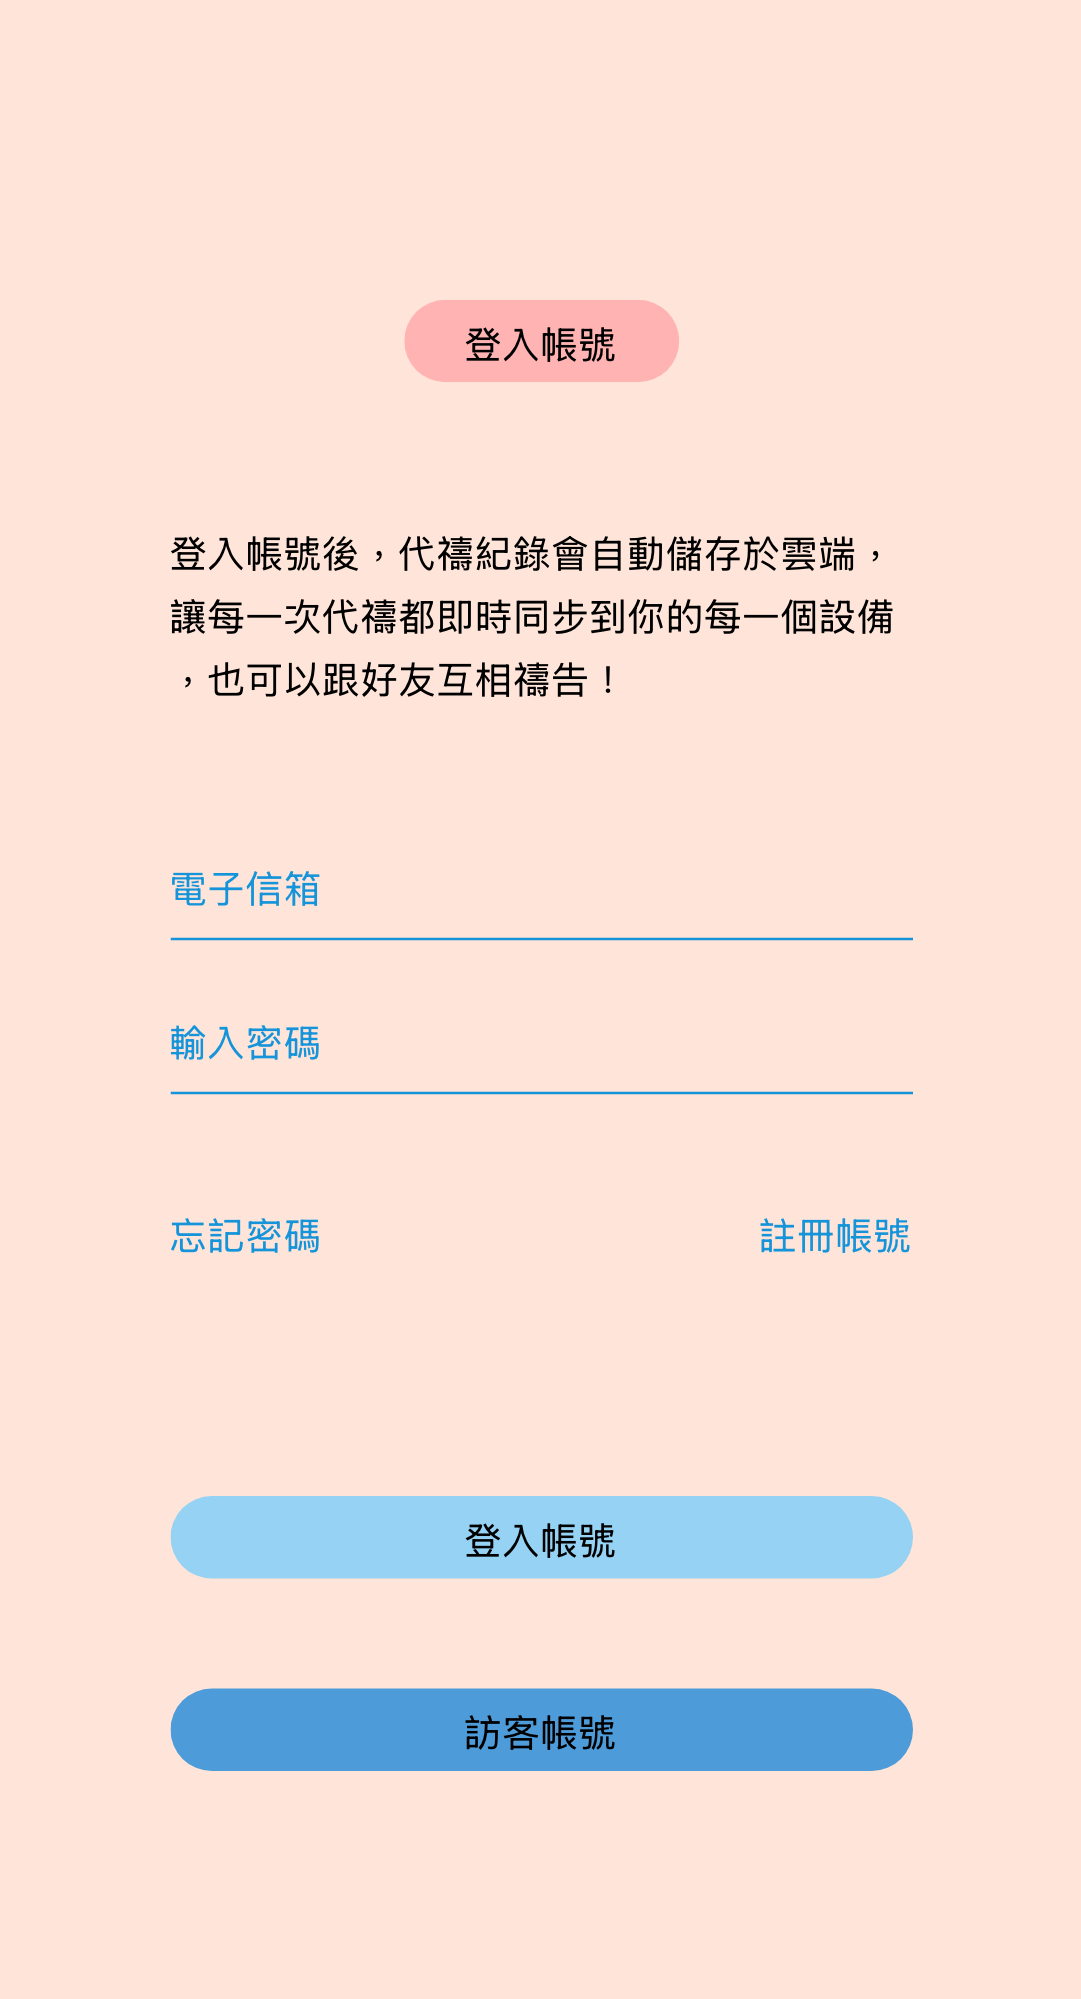 登入帳號
登入帳號後，代禱紀錄會自動儲存於雲端，
讓每一次代禱都即時同步到你的每一個設備
，也可以跟好友互相禱告！
電子信箱
輸入密碼
忘記密碼 註冊帳號
登入帳號
訪客帳號